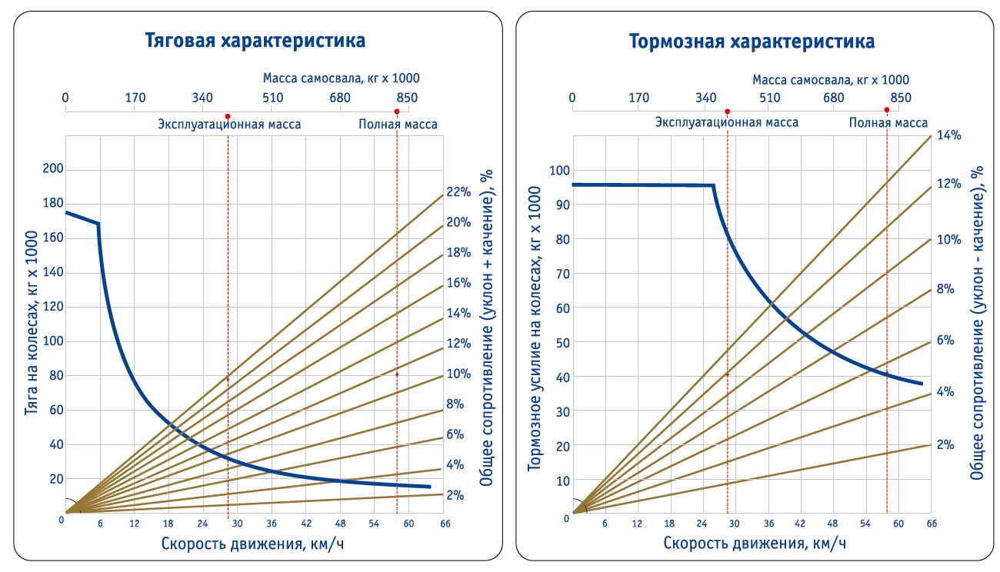 Тяговая характеристика
Масса самосвала, кг х 1000
0 170 340 510 680 850
Эксплуатационная масса Полная масса
Тяга на колесах, кг х 1000
200
180
160
140
120
100
80
60
40
20
0
22%
20%
18%
16%
14%
12%
10%
8%
6%
4%
2%
Общее сопротивление (уклон + качение), %
6 12 18 24 30 36 42 48 54 60 66
Скорость движения, км/ч
Тормозная характеристика
Масса самосвала, кг х 1000
0 170 340 510 680 850
Эксплуатационная масса Полная масса
Тормозное усилие на колесах, кг х 1000
100
90
80
70
60
50
40
30
20
10
0
14%
12%
10%
8%
6%
4%
2%
Общее сопротивление (уклон - качение), %
6 12 18 24 30 36 42 48 54 60 66
Скорость движения, км/ч